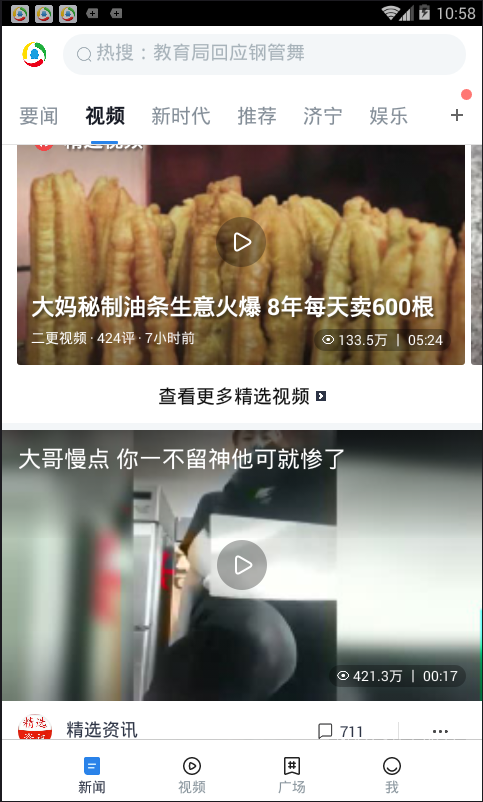 10:58
热搜：教育局回应钢管舞
要闻 视频 新时代 推荐 济宁 娱乐 +
精选视频
大妈秘制油条生意火爆 8年每天卖600根
二更视频 · 424评 · 7小时前 133.5万 | 05:24
查看更多精选视频
大哥慢点 你一不留神他可就惨了
421.3万 | 00:17
精选资讯 711
新闻 视频 广场 我